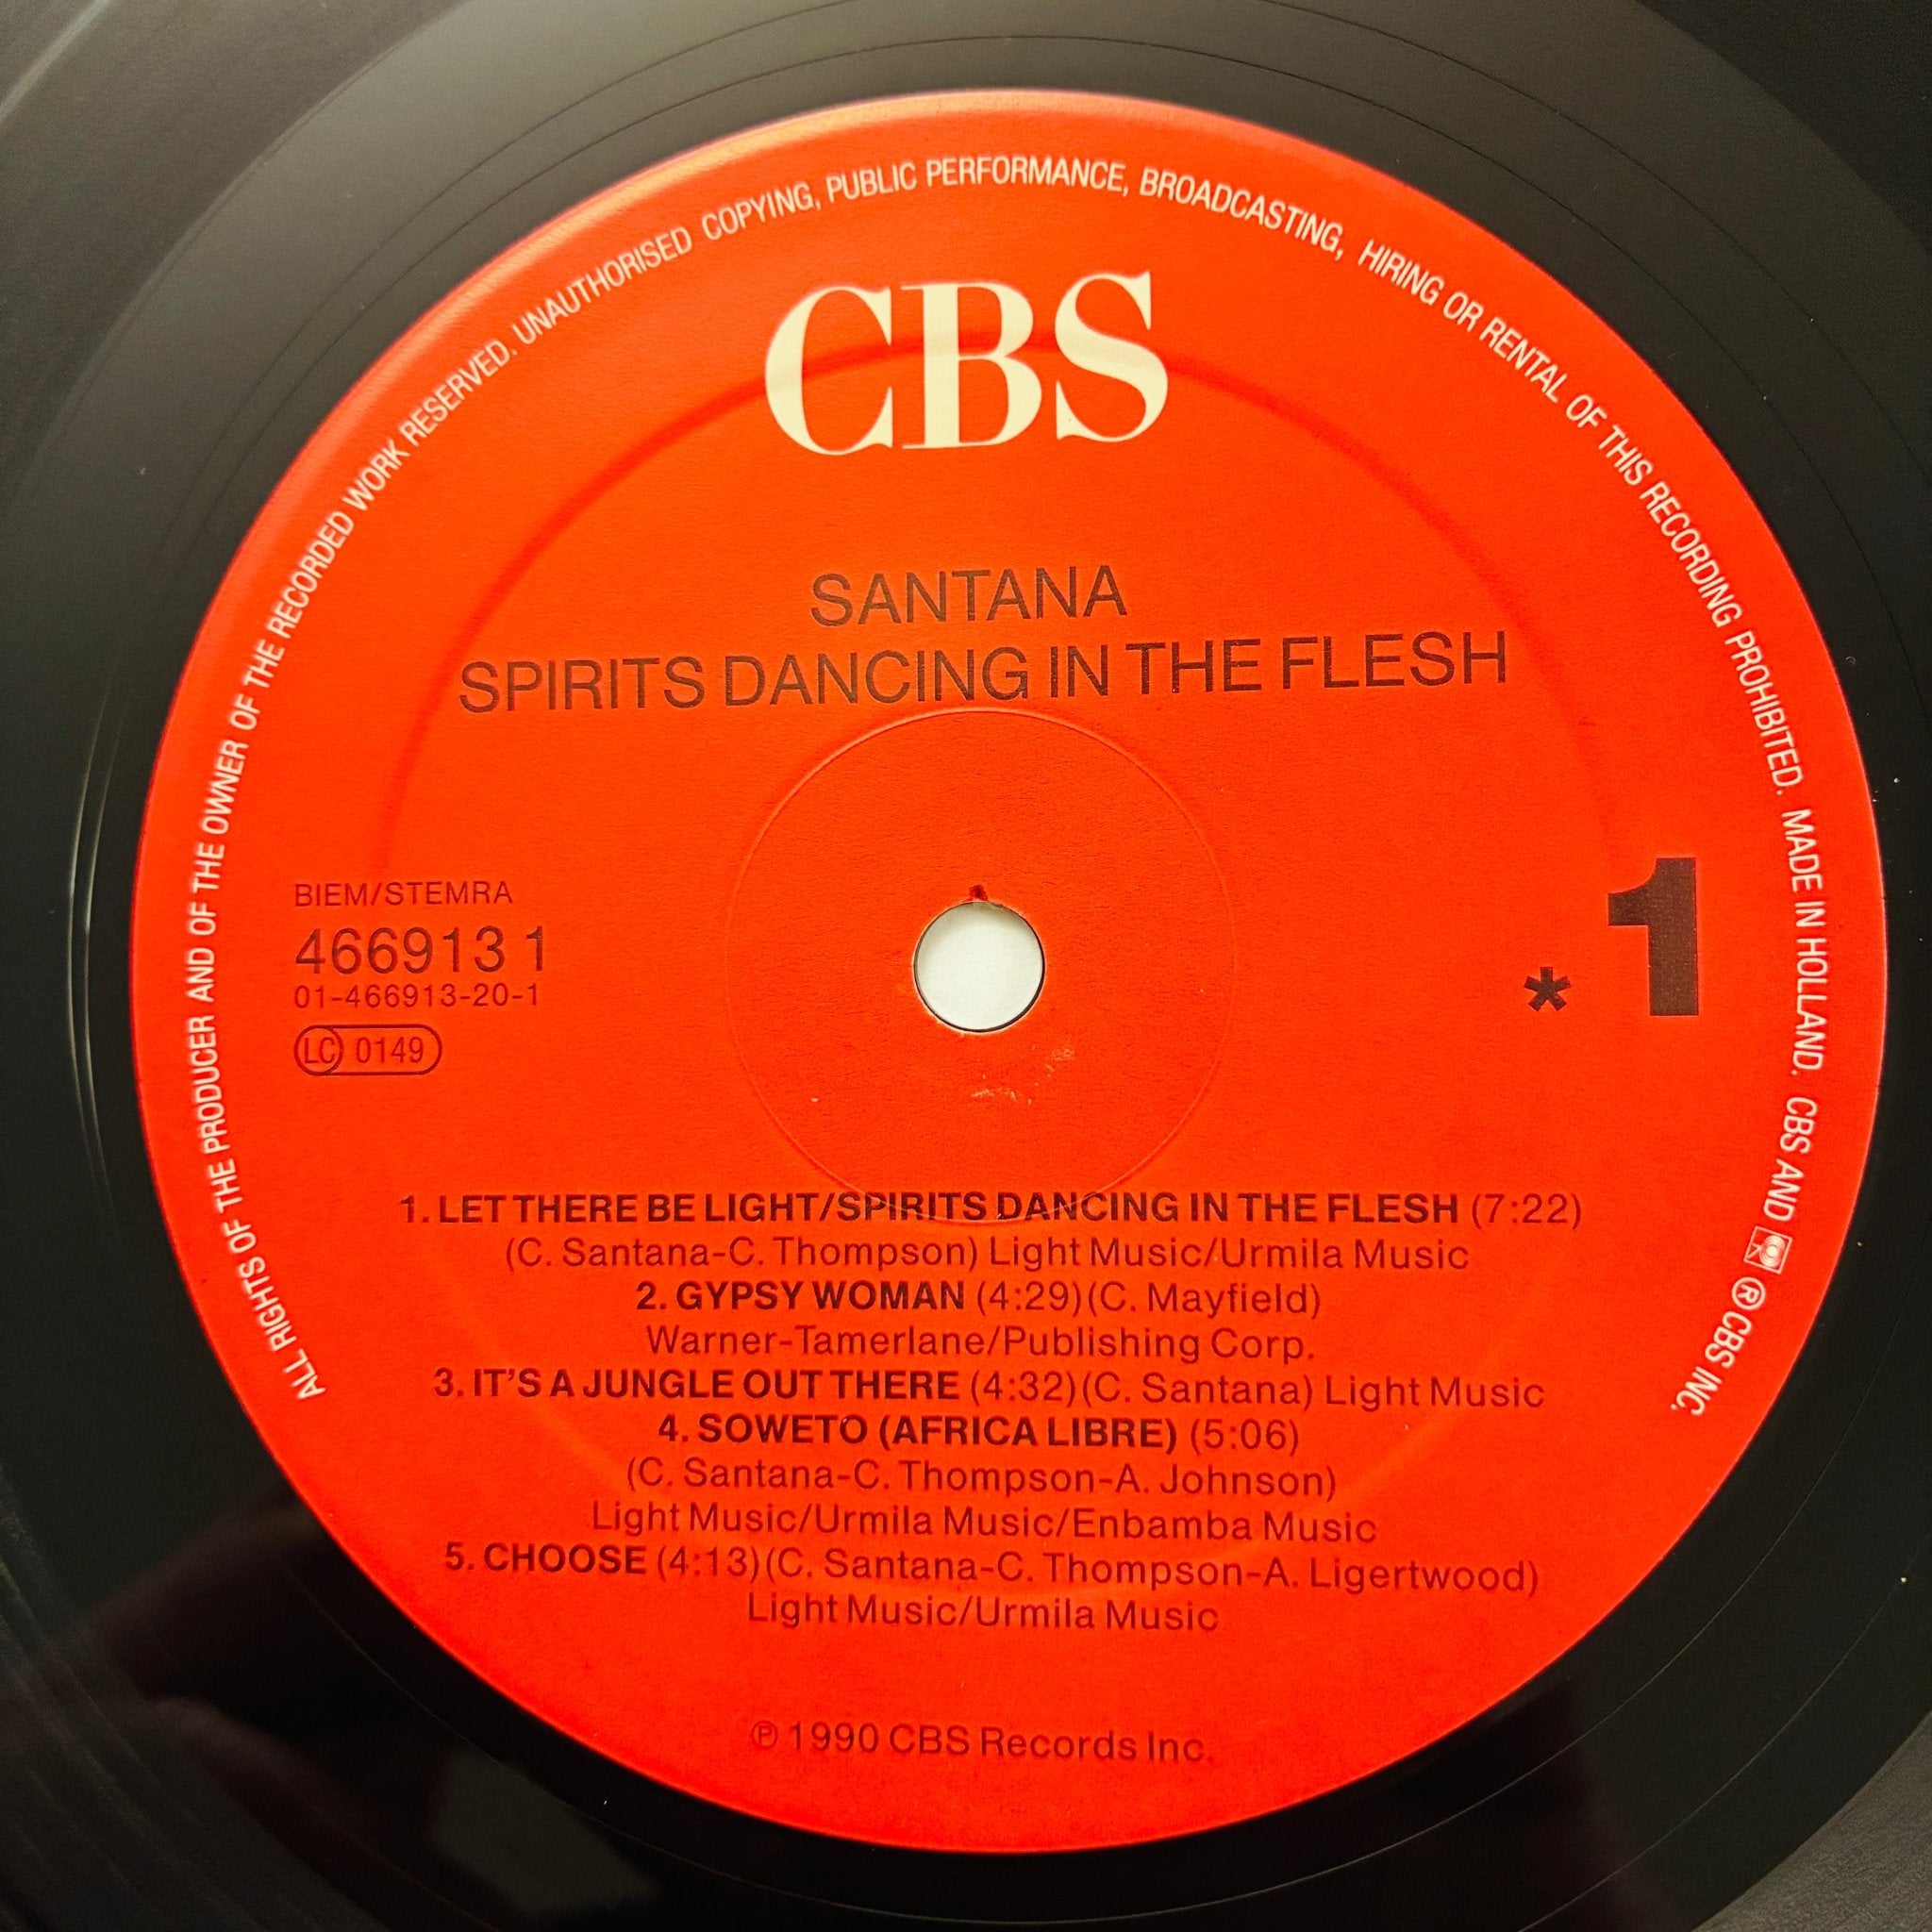 ALL RIGHTS OF THE PRODUCER AND OF THE OWNER OF THE RECORDED WORK RESERVED. UNAUTHORISED COPYING, PUBLIC PERFORMANCE, BROADCASTING, HIRING OR RENTAL OF THIS RECORDING PROHIBITED. MADE IN HOLLAND. CBS AND ® CBS INC.
CBS
SANTANA
SPIRITS DANCING IN THE FLESH
BIEM/STEMRA
466913 1
01-466913-20-1
LC 0149
* 1
1. LET THERE BE LIGHT/SPIRITS DANCING IN THE FLESH (7:22)
(C. Santana-C. Thompson) Light Music/Urmila Music
2. GYPSY WOMAN (4:29)(C. Mayfield)
Warner-Tamerlane/Publishing Corp.
3. IT'S A JUNGLE OUT THERE (4:32)(C. Santana) Light Music
4. SOWETO (AFRICA LIBRE) (5:06)
(C. Santana-C. Thompson-A. Johnson)
Light Music/Urmila Music/Enbamba Music
5. CHOOSE (4:13)(C. Santana-C. Thompson-A. Ligertwood)
Light Music/Urmila Music
℗ 1990 CBS Records Inc.